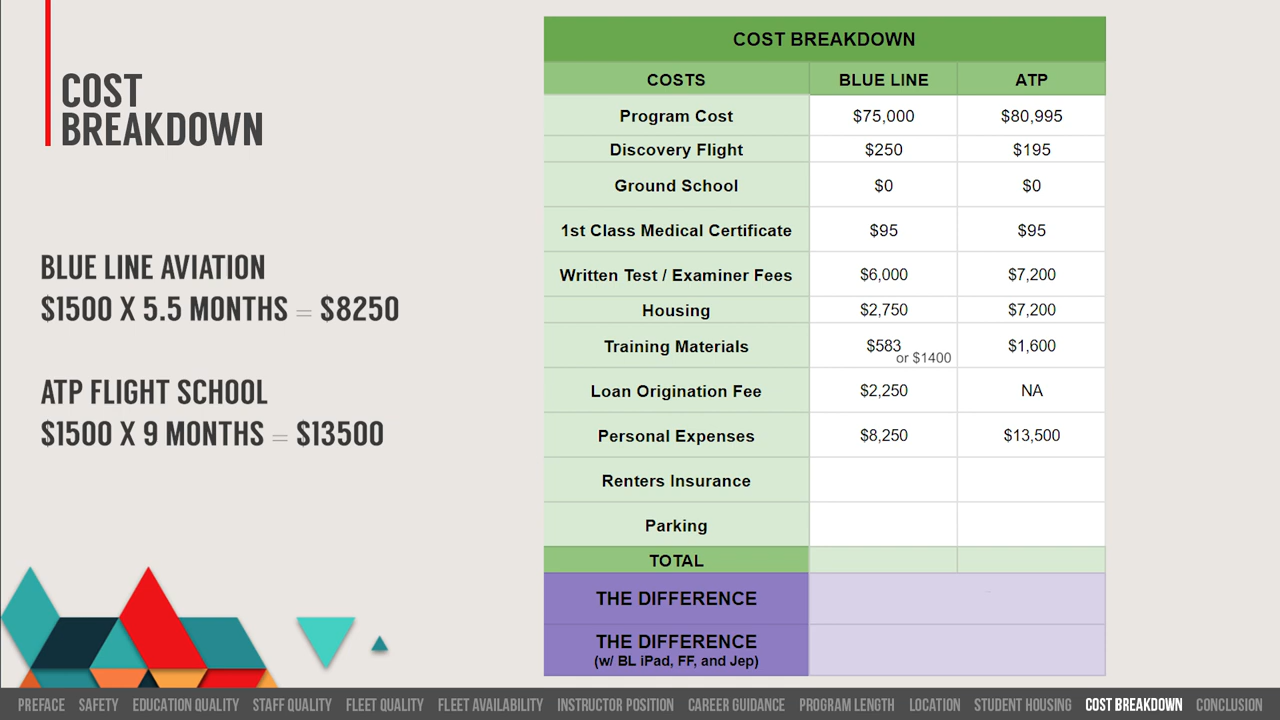 COST
BREAKDOWN
BLUE LINE AVIATION
$1500 X 5.5 MONTHS = $8250
ATP FLIGHT SCHOOL
$1500 X 9 MONTHS = $13500
COST BREAKDOWN
COSTS BLUE LINE ATP
Program Cost $75,000 $80,995
Discovery Flight $250 $195
Ground School $0 $0
1st Class Medical Certificate $95 $95
Written Test / Examiner Fees $6,000 $7,200
Housing $2,750 $7,200
Training Materials $583 or $1400 $1,600
Loan Origination Fee $2,250 NA
Personal Expenses $8,250 $13,500
Renters Insurance
Parking
TOTAL
THE DIFFERENCE
THE DIFFERENCE
(w/ BL iPad, FF, and Jep)
PREFACE SAFETY EDUCATION QUALITY STAFF QUALITY FLEET QUALITY FLEET AVAILABILITY INSTRUCTOR POSITION CAREER GUIDANCE PROGRAM LENGTH LOCATION STUDENT HOUSING COST BREAKDOWN CONCLUSION